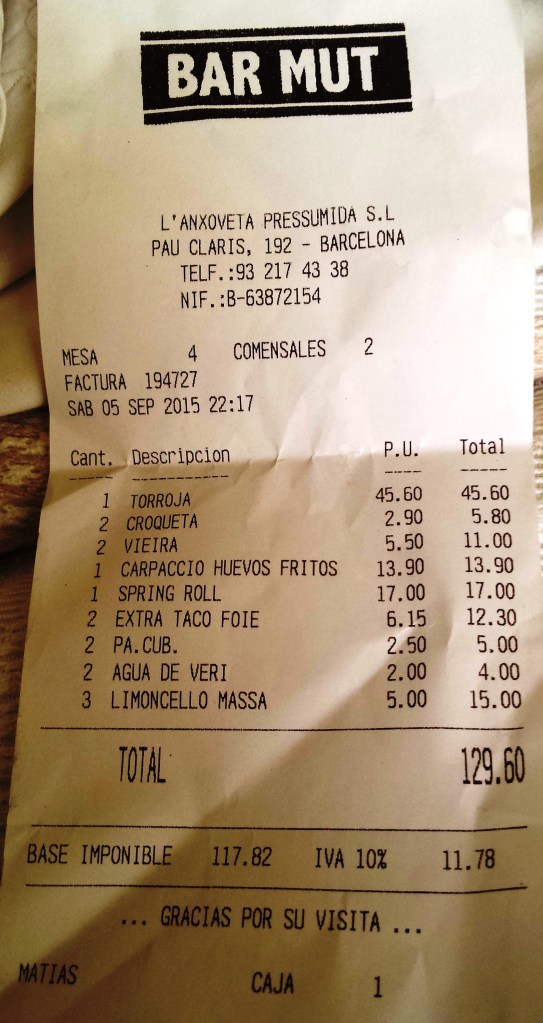 BAR MUT
L'ANXOVETA PRESSUMIDA S.L
PAU CLARIS, 192 - BARCELONA
TELF.:93 217 43 38
NIF.:B-63872154
MESA 4 COMENSALES 2
FACTURA 194727
SAB 05 SEP 2015 22:17
Cant. Descripcion P.U. Total
----- ----------- ---- -----
1 TORROJA 45.60 45.60
2 CROQUETA 2.90 5.80
2 VIEIRA 5.50 11.00
1 CARPACCIO HUEVOS FRITOS 13.90 13.90
1 SPRING ROLL 17.00 17.00
2 EXTRA TACO FOIE 6.15 12.30
2 PA.CUB. 2.50 5.00
2 AGUA DE VERI 2.00 4.00
3 LIMONCELLO MASSA 5.00 15.00
TOTAL 129.60
BASE IMPONIBLE 117.82 IVA 10% 11.78
... GRACIAS POR SU VISITA ...
MATIAS CAJA 1